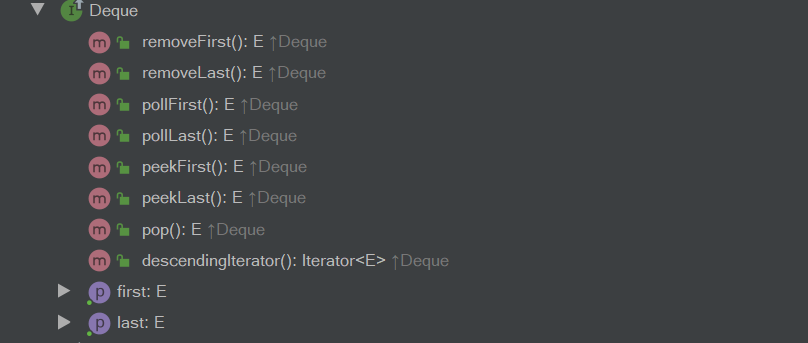 I Deque
m removeFirst(): E ↑Deque
m removeLast(): E ↑Deque
m pollFirst(): E ↑Deque
m pollLast(): E ↑Deque
m peekFirst(): E ↑Deque
m peekLast(): E ↑Deque
m pop(): E ↑Deque
m descendingIterator(): Iterator<E> ↑Deque
p first: E
p last: E